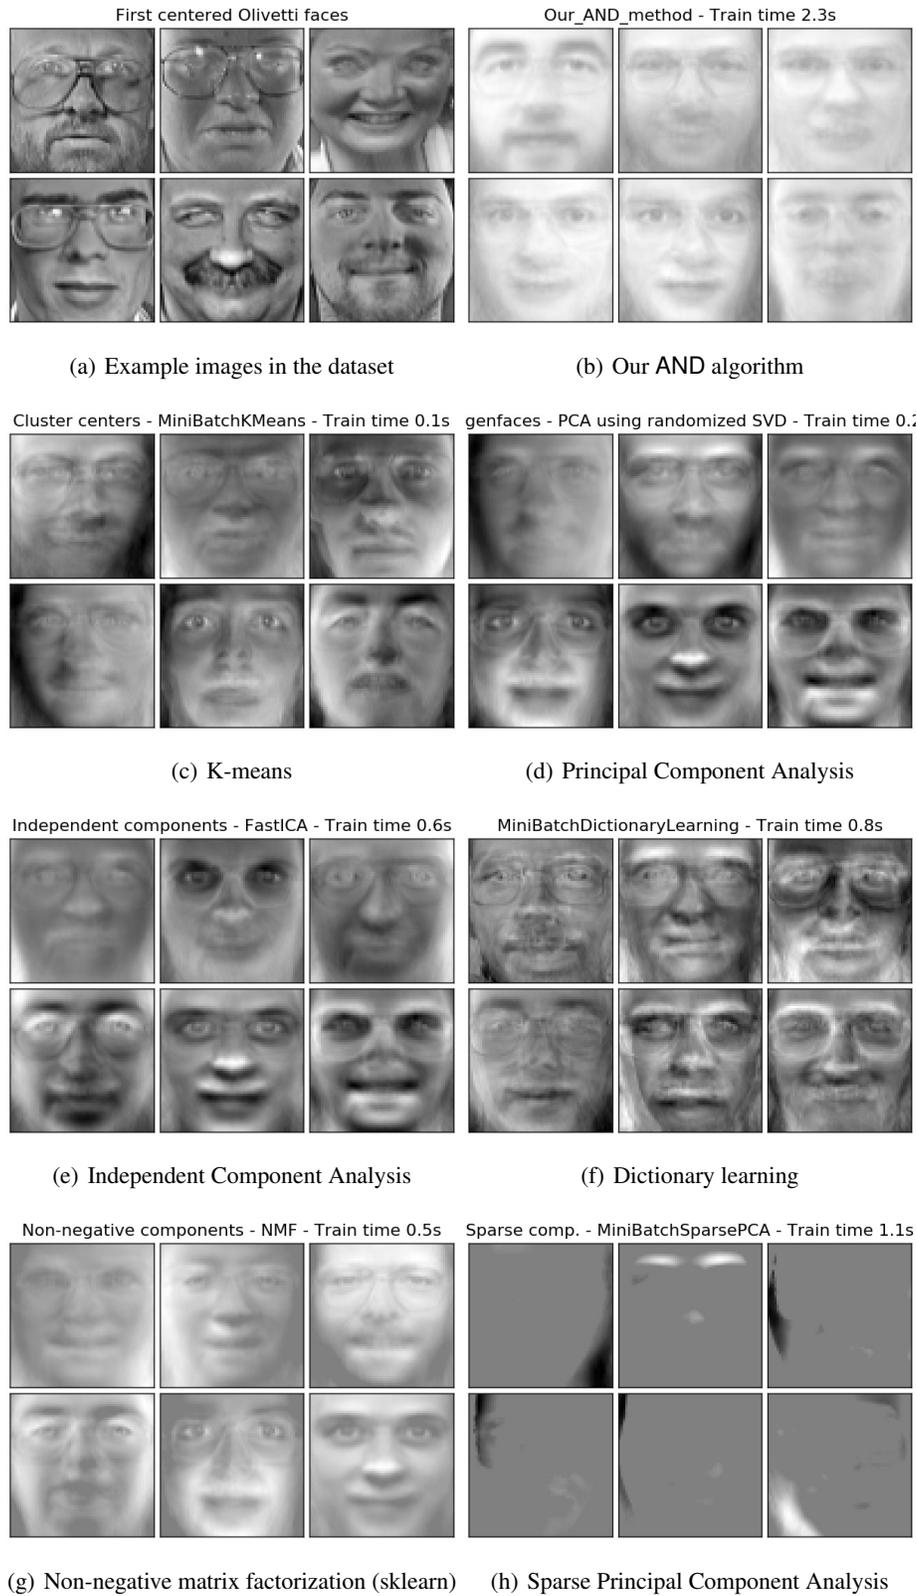 First centered Olivetti faces
Our_AND_method - Train time 2.3s
(a) Example images in the dataset
(b) Our AND algorithm
Cluster centers - MiniBatchKMeans - Train time 0.1s
genfaces - PCA using randomized SVD - Train time 0.2
(c) K-means
(d) Principal Component Analysis
Independent components - FastICA - Train time 0.6s
MiniBatchDictionaryLearning - Train time 0.8s
(e) Independent Component Analysis
(f) Dictionary learning
Non-negative components - NMF - Train time 0.5s
Sparse comp. - MiniBatchSparsePCA - Train time 1.1s
(g) Non-negative matrix factorization (sklearn)
(h) Sparse Principal Component Analysis